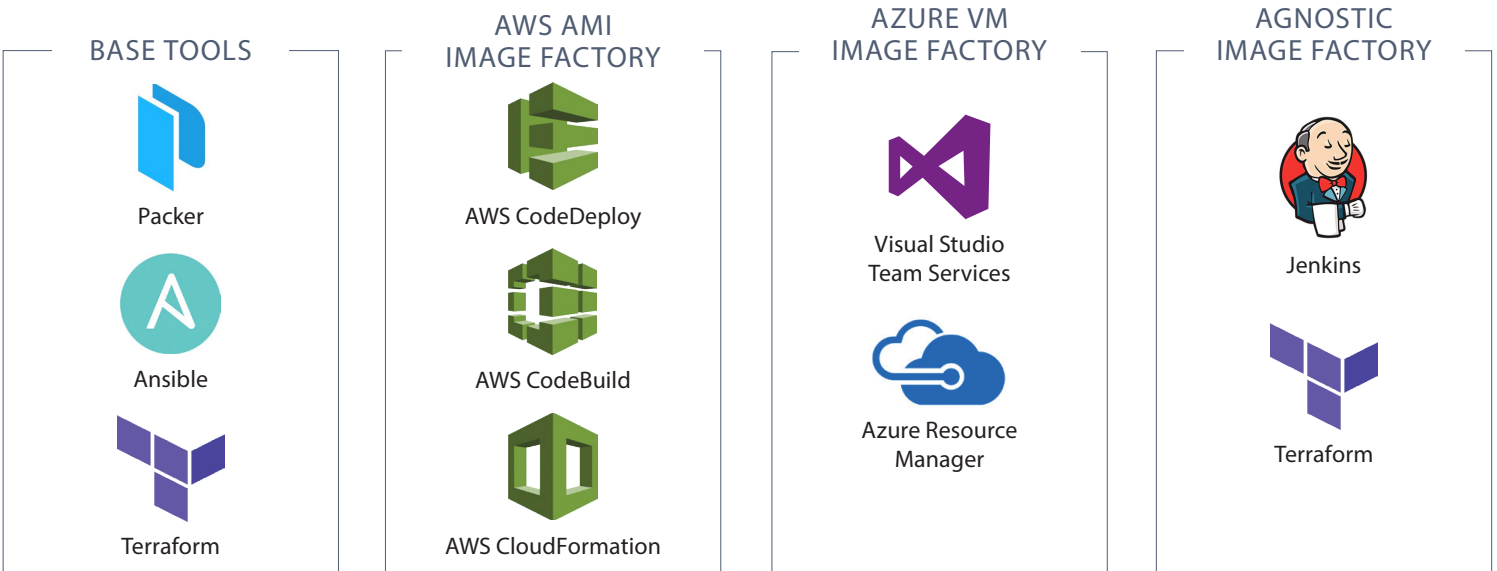 BASE TOOLS
Packer
Ansible
Terraform
AWS AMI
IMAGE FACTORY
AWS CodeDeploy
AWS CodeBuild
AWS CloudFormation
AZURE VM
IMAGE FACTORY
Visual Studio
Team Services
Azure Resource
Manager
AGNOSTIC
IMAGE FACTORY
Jenkins
Terraform